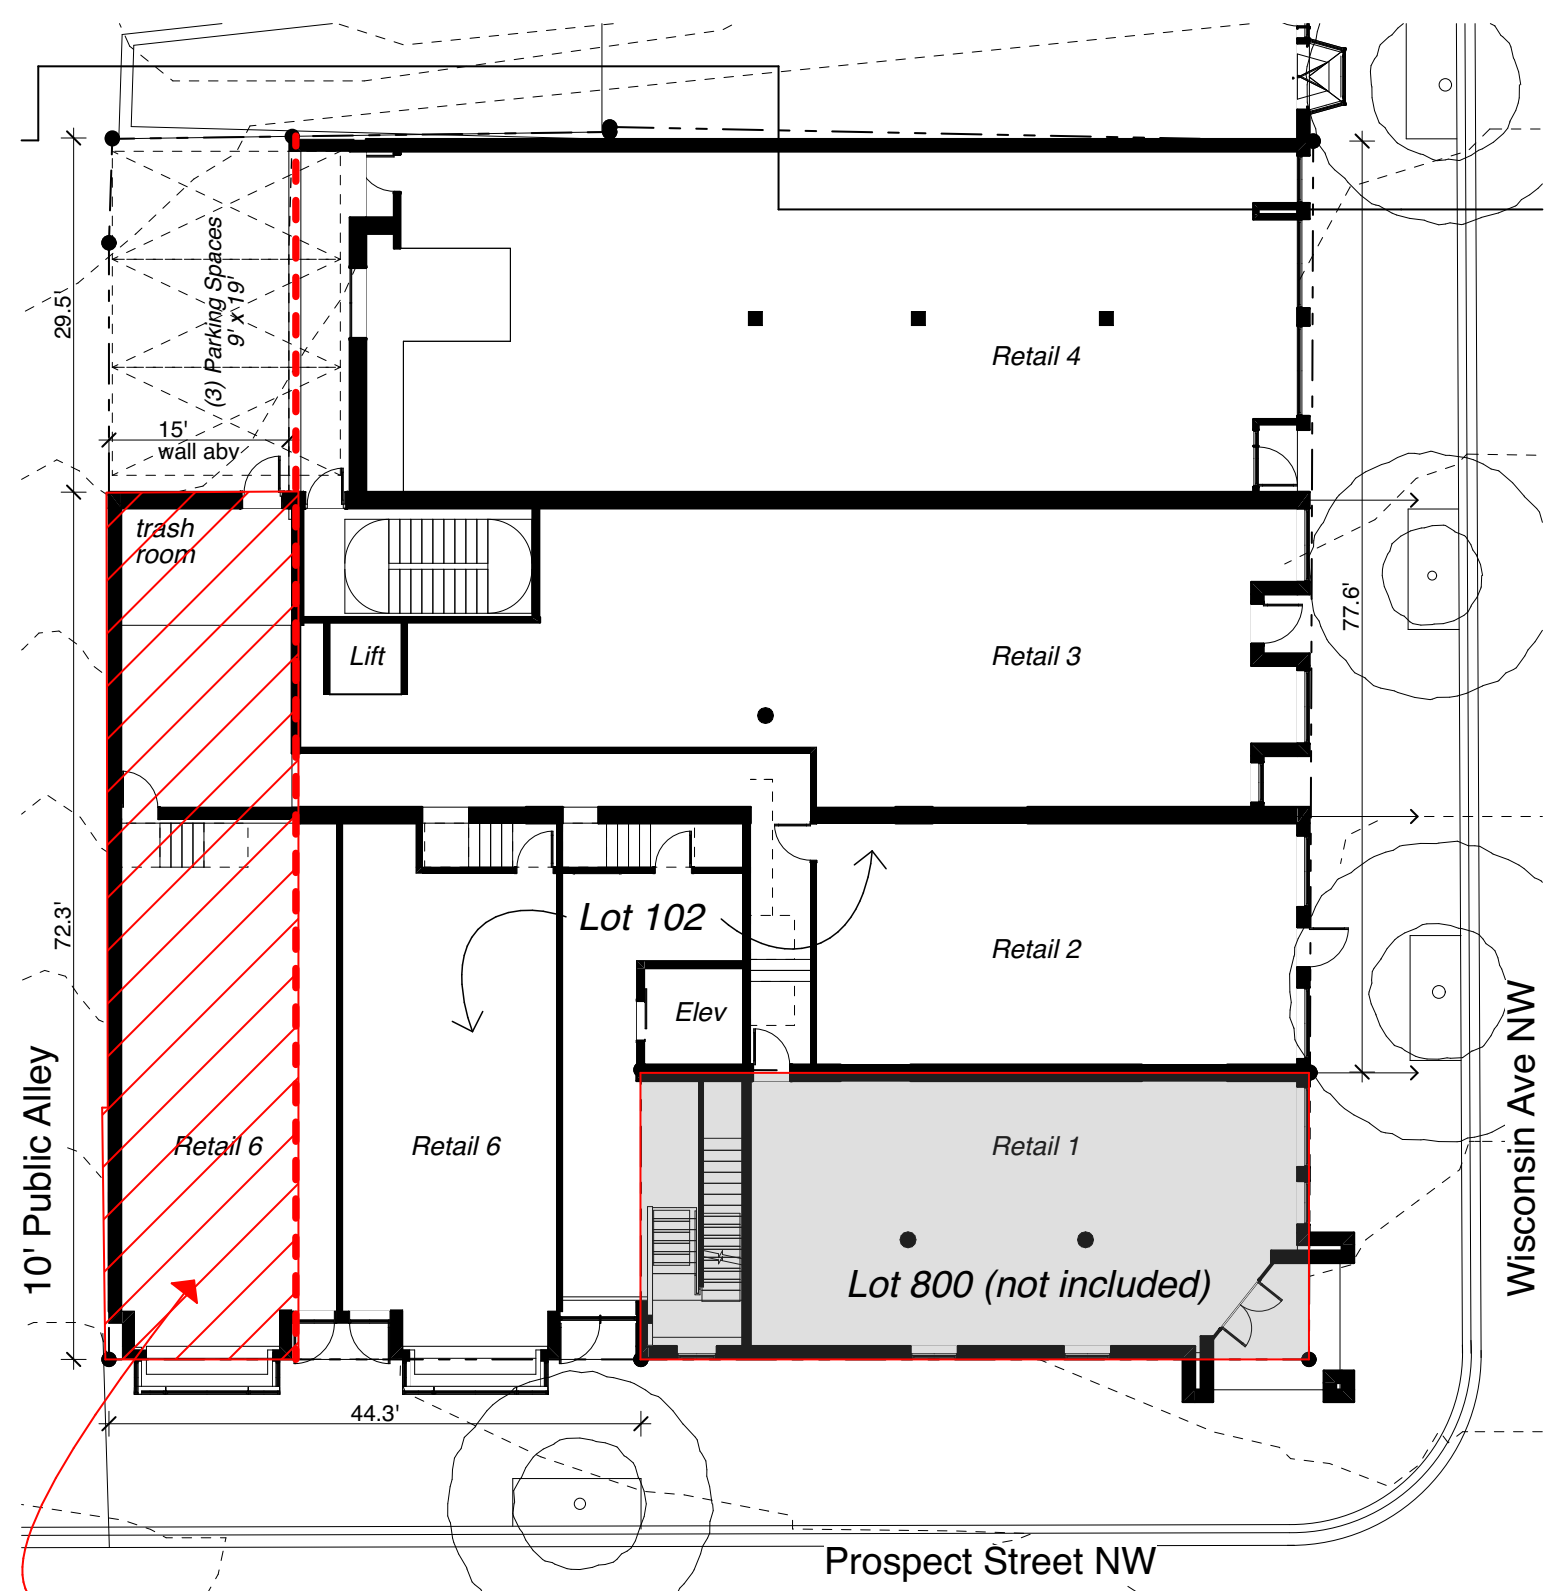 (3) Parking Spaces
9' x 19'
29.5'
Retail 4
15'
wall abv
trash
room
Lift
Retail 3
77.6'
Lot 102
72.3'
Retail 2
Elev
10' Public Alley
Retail 6
Retail 6
Retail 1
Wisconsin Ave NW
Lot 800 (not included)
44.3'
Prospect Street NW